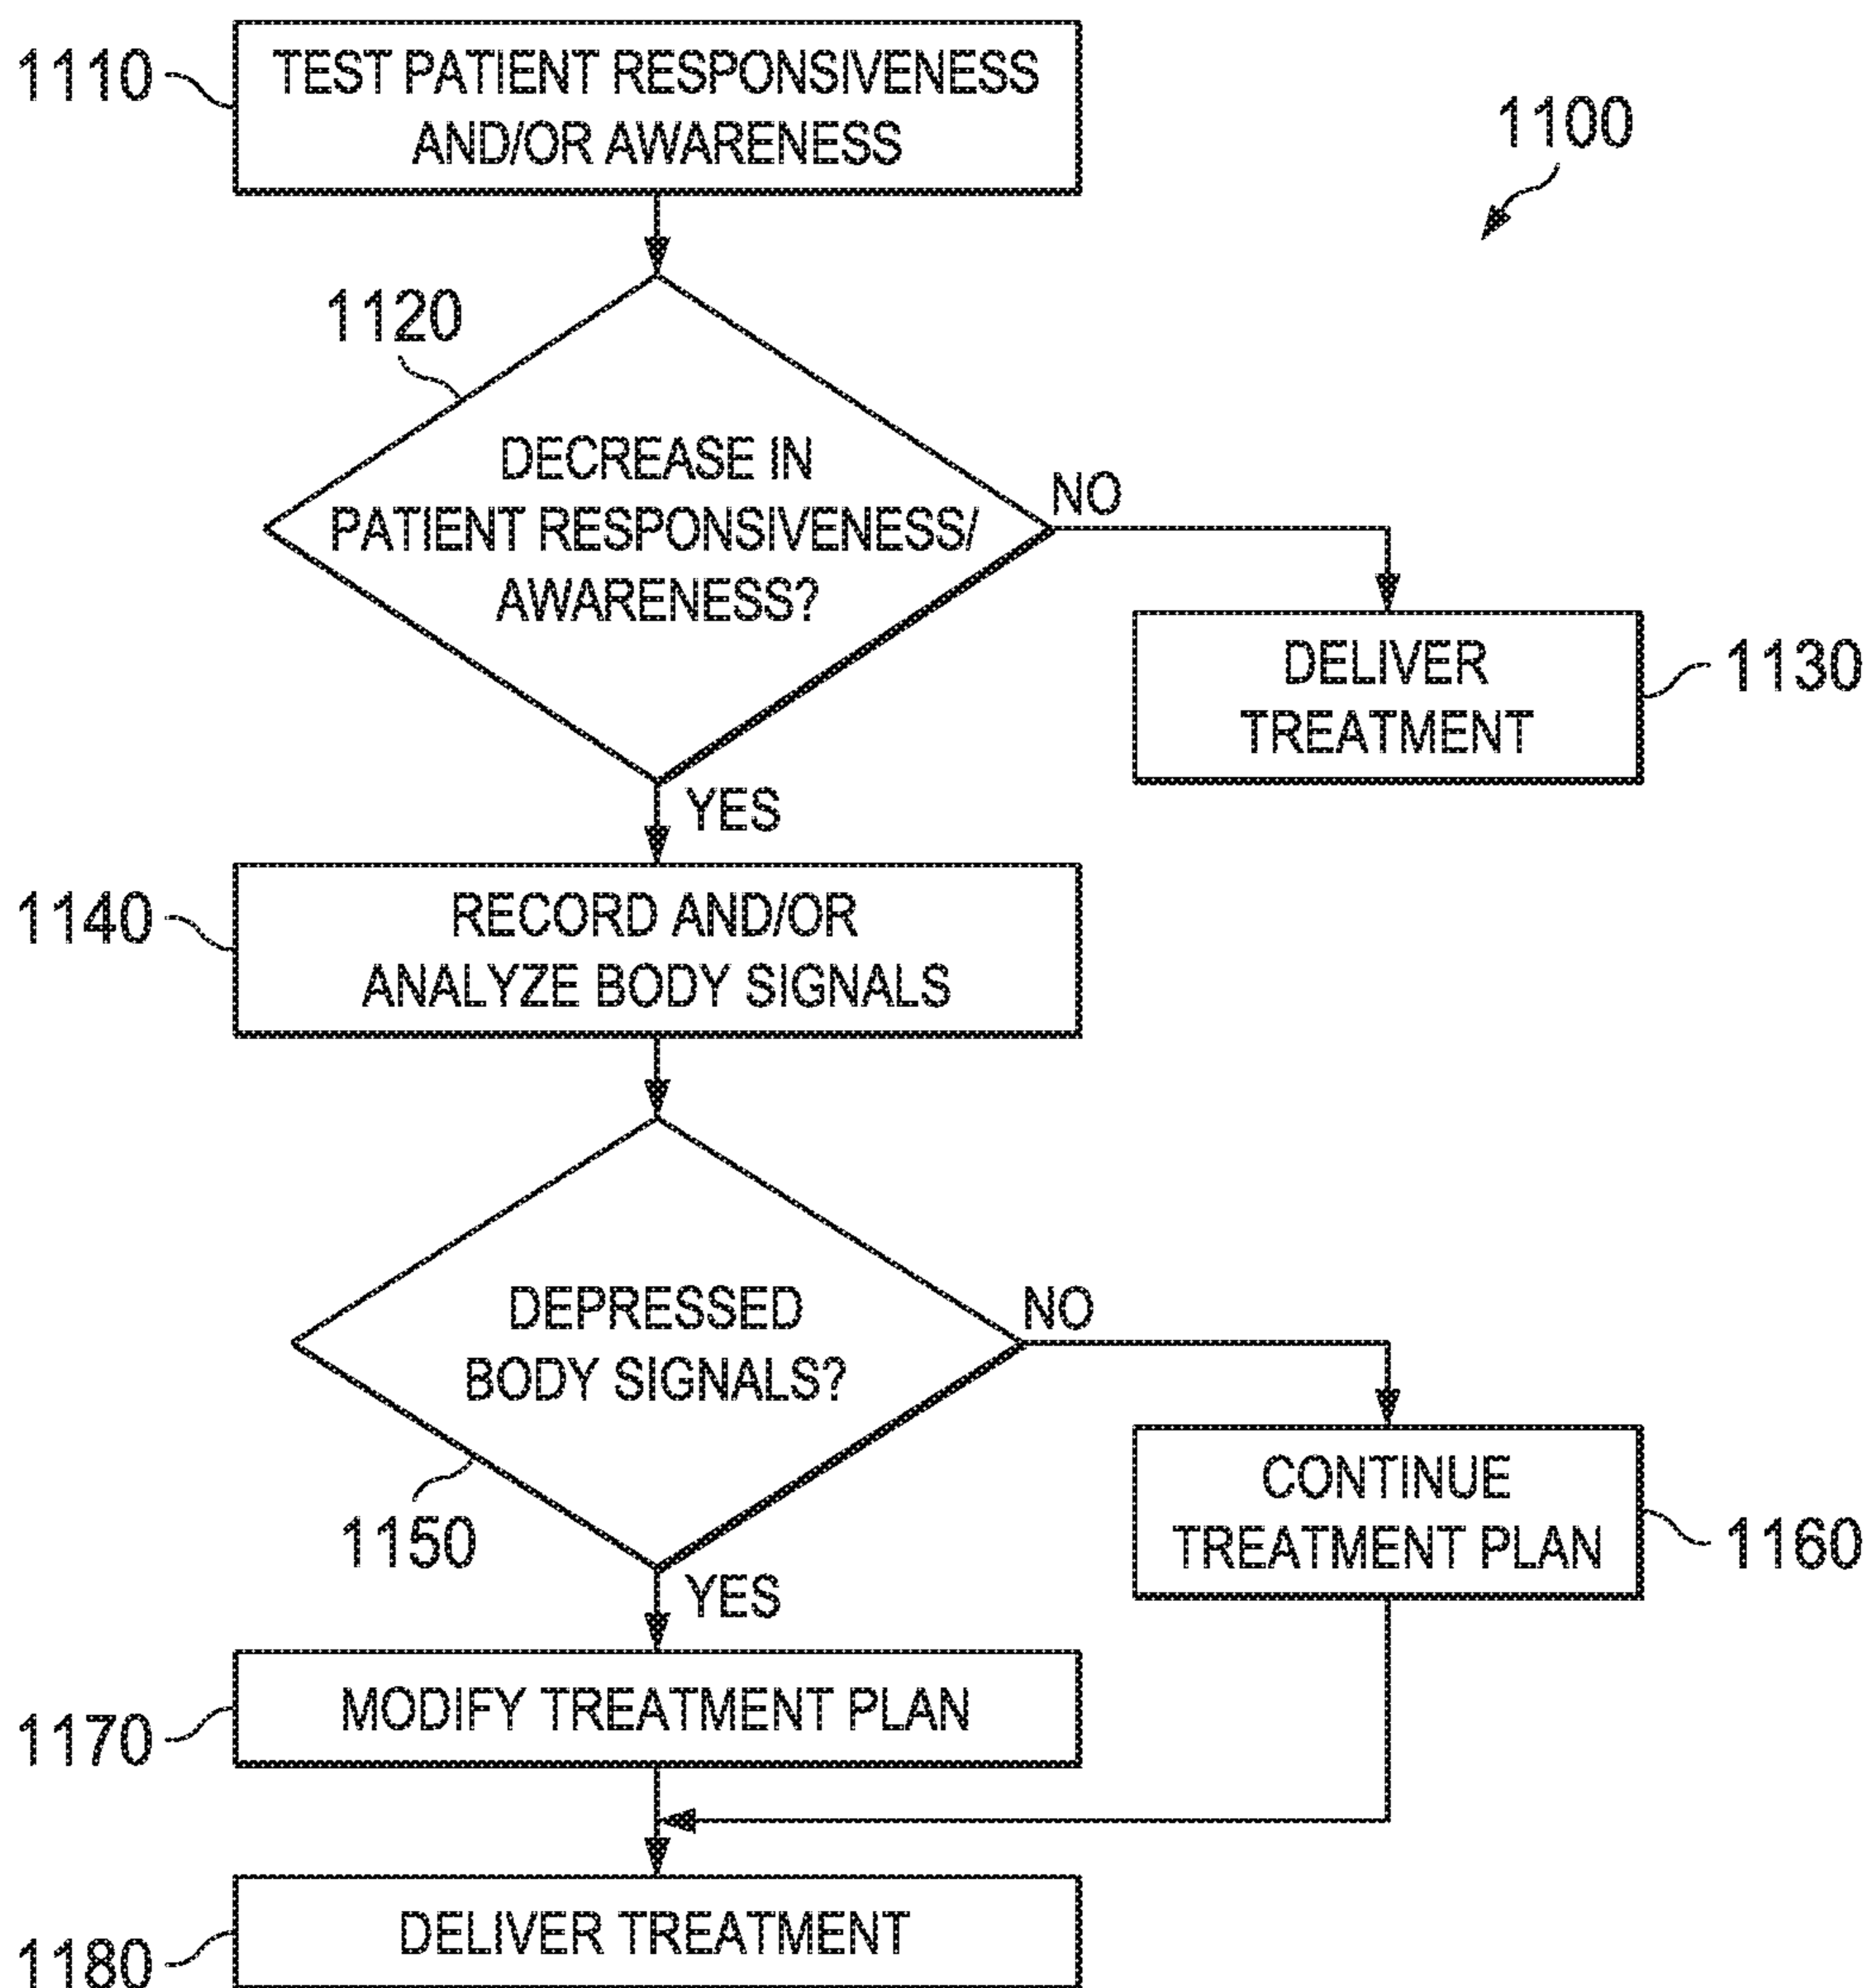 1110
TEST PATIENT RESPONSIVENESS
AND/OR AWARENESS
1100
1120
DECREASE IN
PATIENT RESPONSIVENESS/
AWARENESS?
NO
DELIVER
TREATMENT
1130
YES
1140
RECORD AND/OR
ANALYZE BODY SIGNALS
DEPRESSED
BODY SIGNALS?
NO
1150
CONTINUE
TREATMENT PLAN
1160
YES
1170
MODIFY TREATMENT PLAN
1180
DELIVER TREATMENT